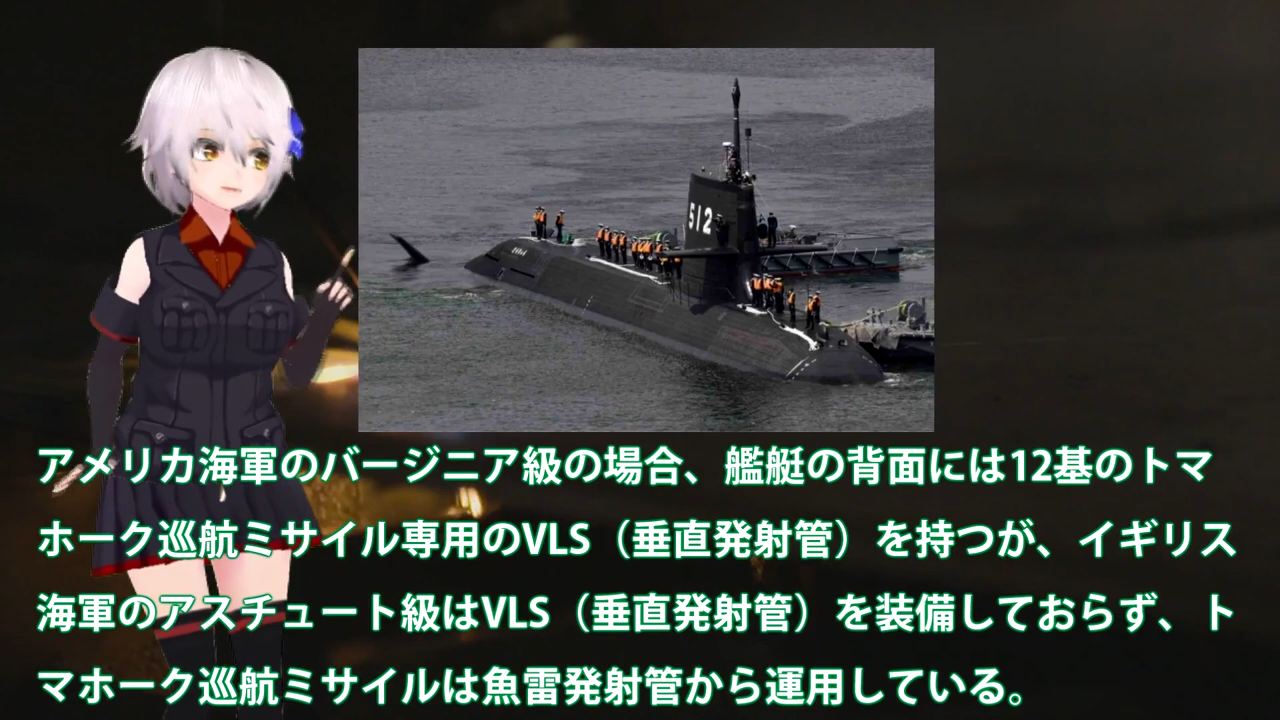 512
アメリカ海軍のバージニア級の場合、艦艇の背面には12基のトマ
ホーク巡航ミサイル専用のVLS（垂直発射管）を持つが、イギリス
海軍のアスチュート級はVLS（垂直発射管）を装備しておらず、ト
マホーク巡航ミサイルは魚雷発射管から運用している。